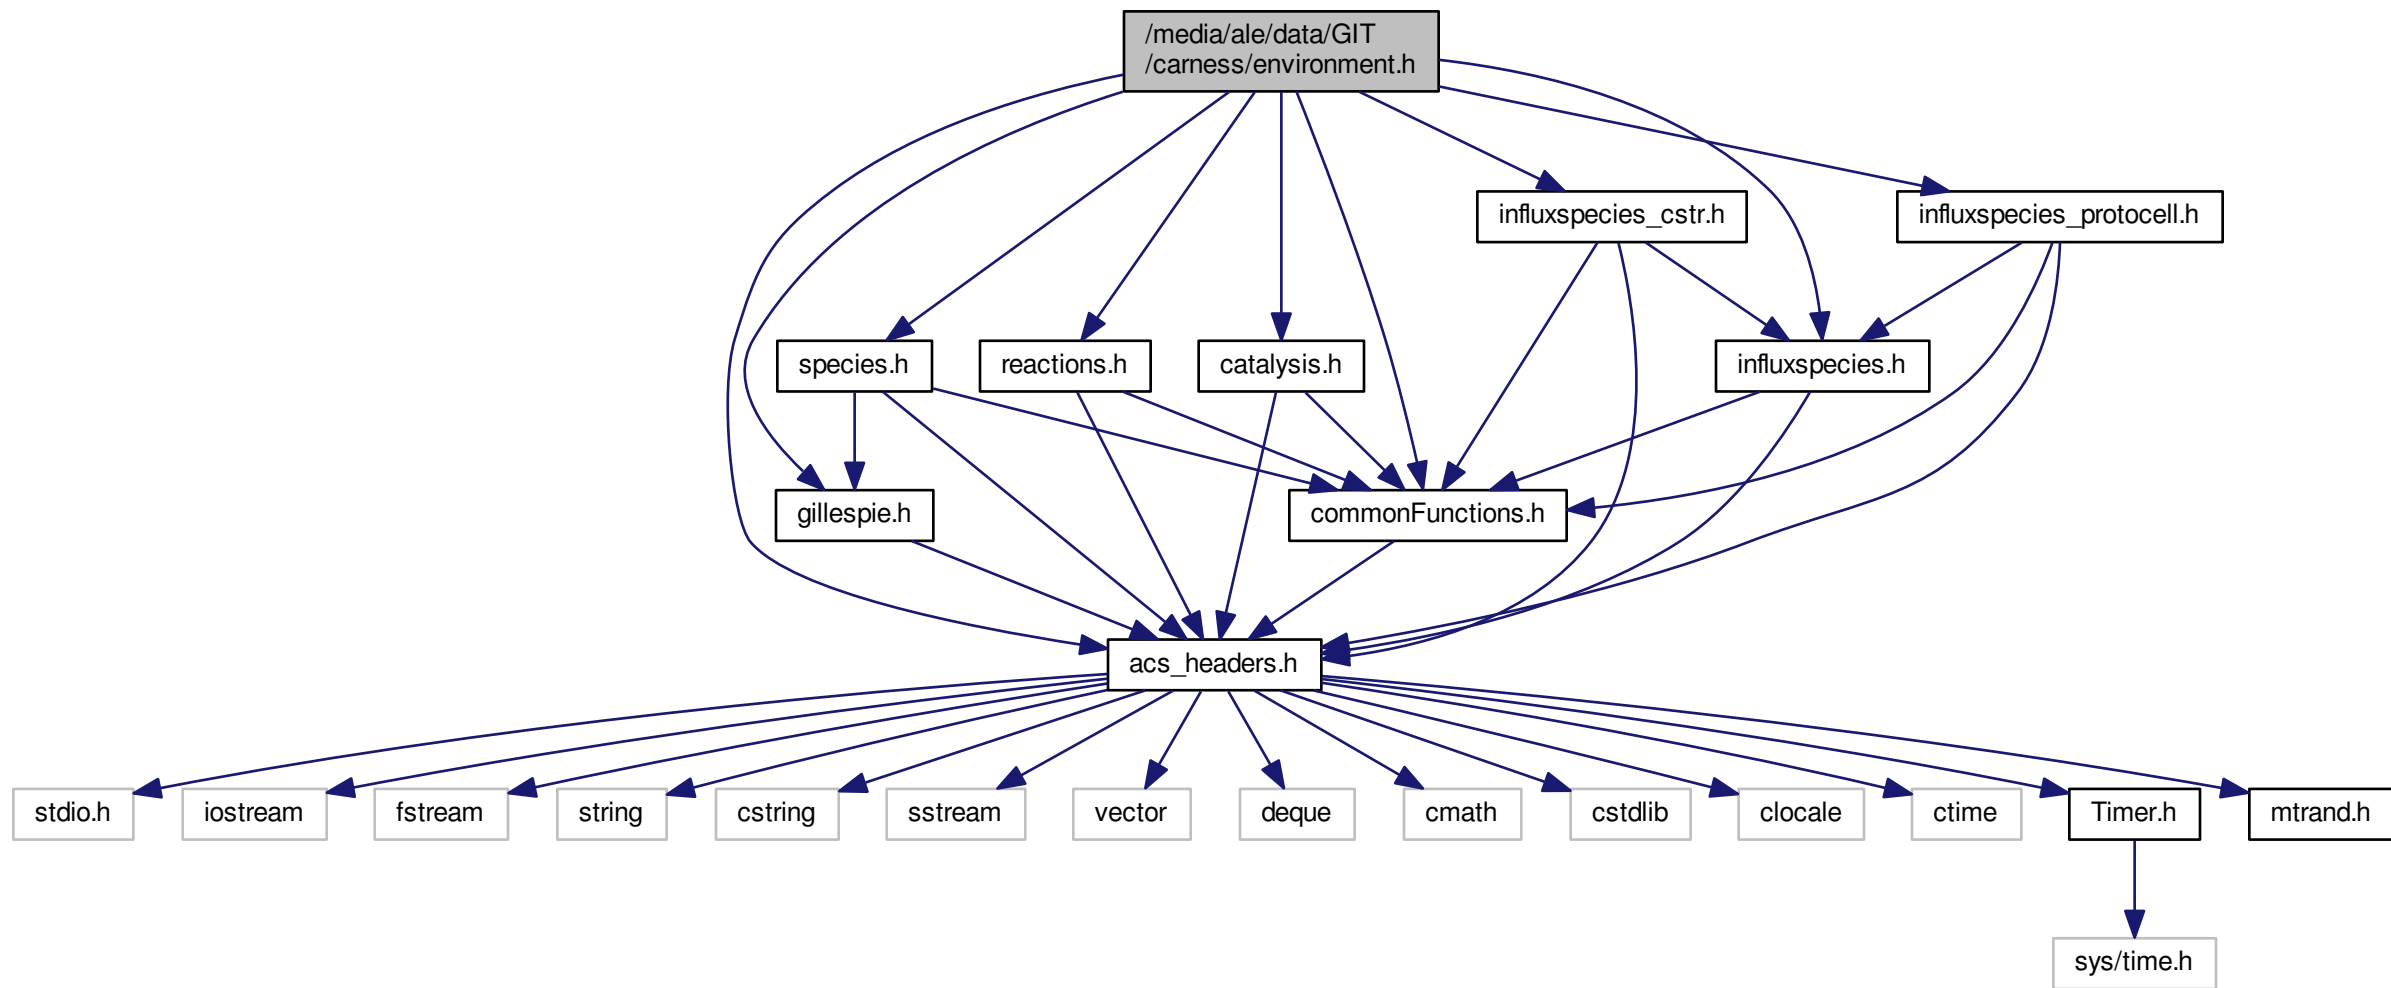 /media/ale/data/GIT
/carness/environment.h
influxspecies_cstr.h
influxspecies_protocell.h
species.h
reactions.h
catalysis.h
influxspecies.h
gillespie.h
commonFunctions.h
acs_headers.h
stdio.h
iostream
fstream
string
cstring
sstream
vector
deque
cmath
cstdlib
clocale
ctime
Timer.h
mtrand.h
sys/time.h